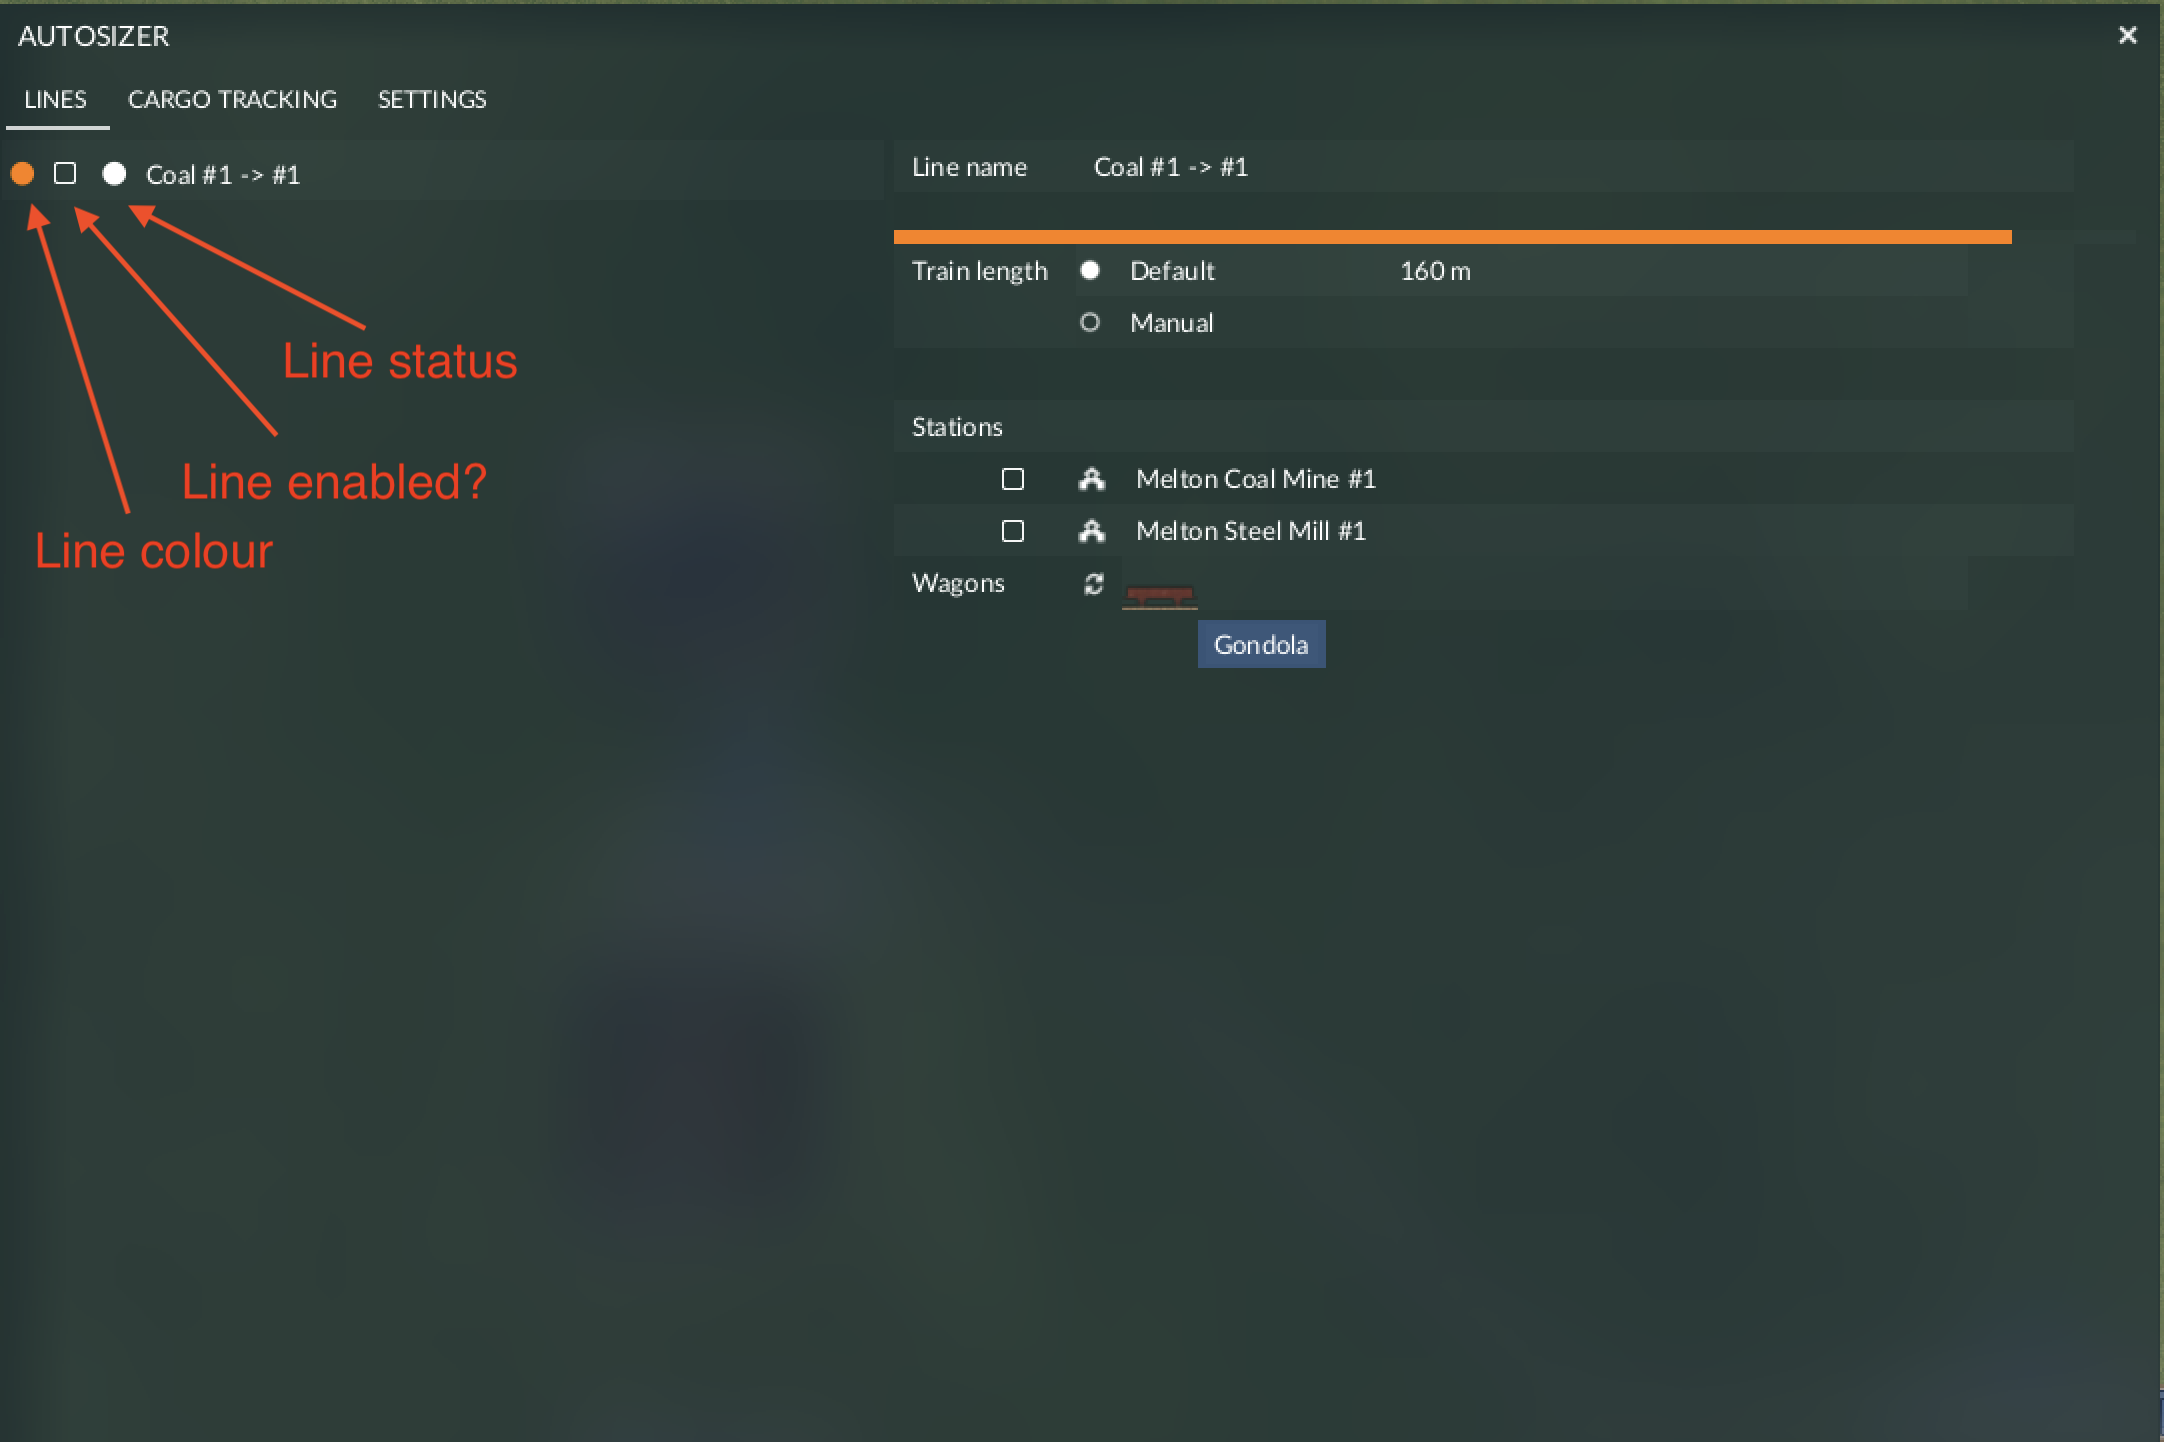 AUTOSIZER
LINES CARGO TRACKING SETTINGS
Coal #1 -> #1
Line status
Line enabled?
Line colour
Line name Coal #1 -> #1
Train length Default 160 m
Manual
Stations
Melton Coal Mine #1
Melton Steel Mill #1
Wagons
Gondola